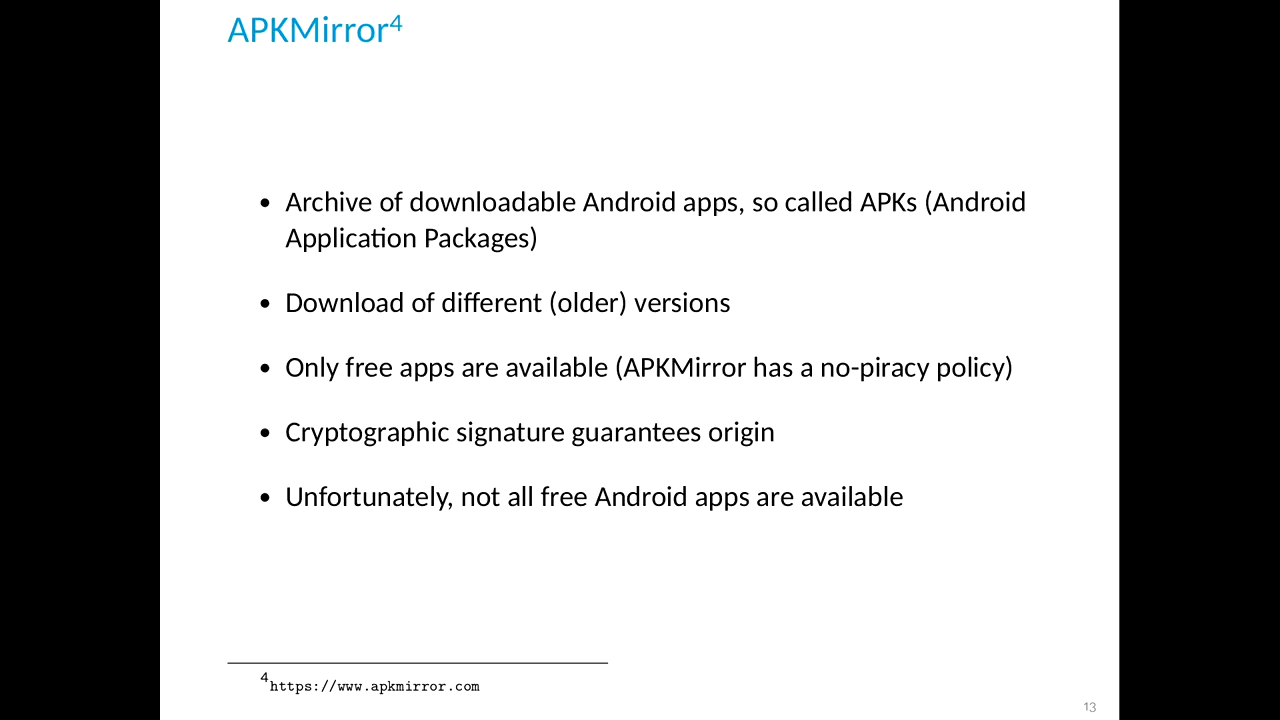 APKMirror⁴
• Archive of downloadable Android apps, so called APKs (Android
Application Packages)
• Download of different (older) versions
• Only free apps are available (APKMirror has a no-piracy policy)
• Cryptographic signature guarantees origin
• Unfortunately, not all free Android apps are available
⁴https://www.apkmirror.com
13